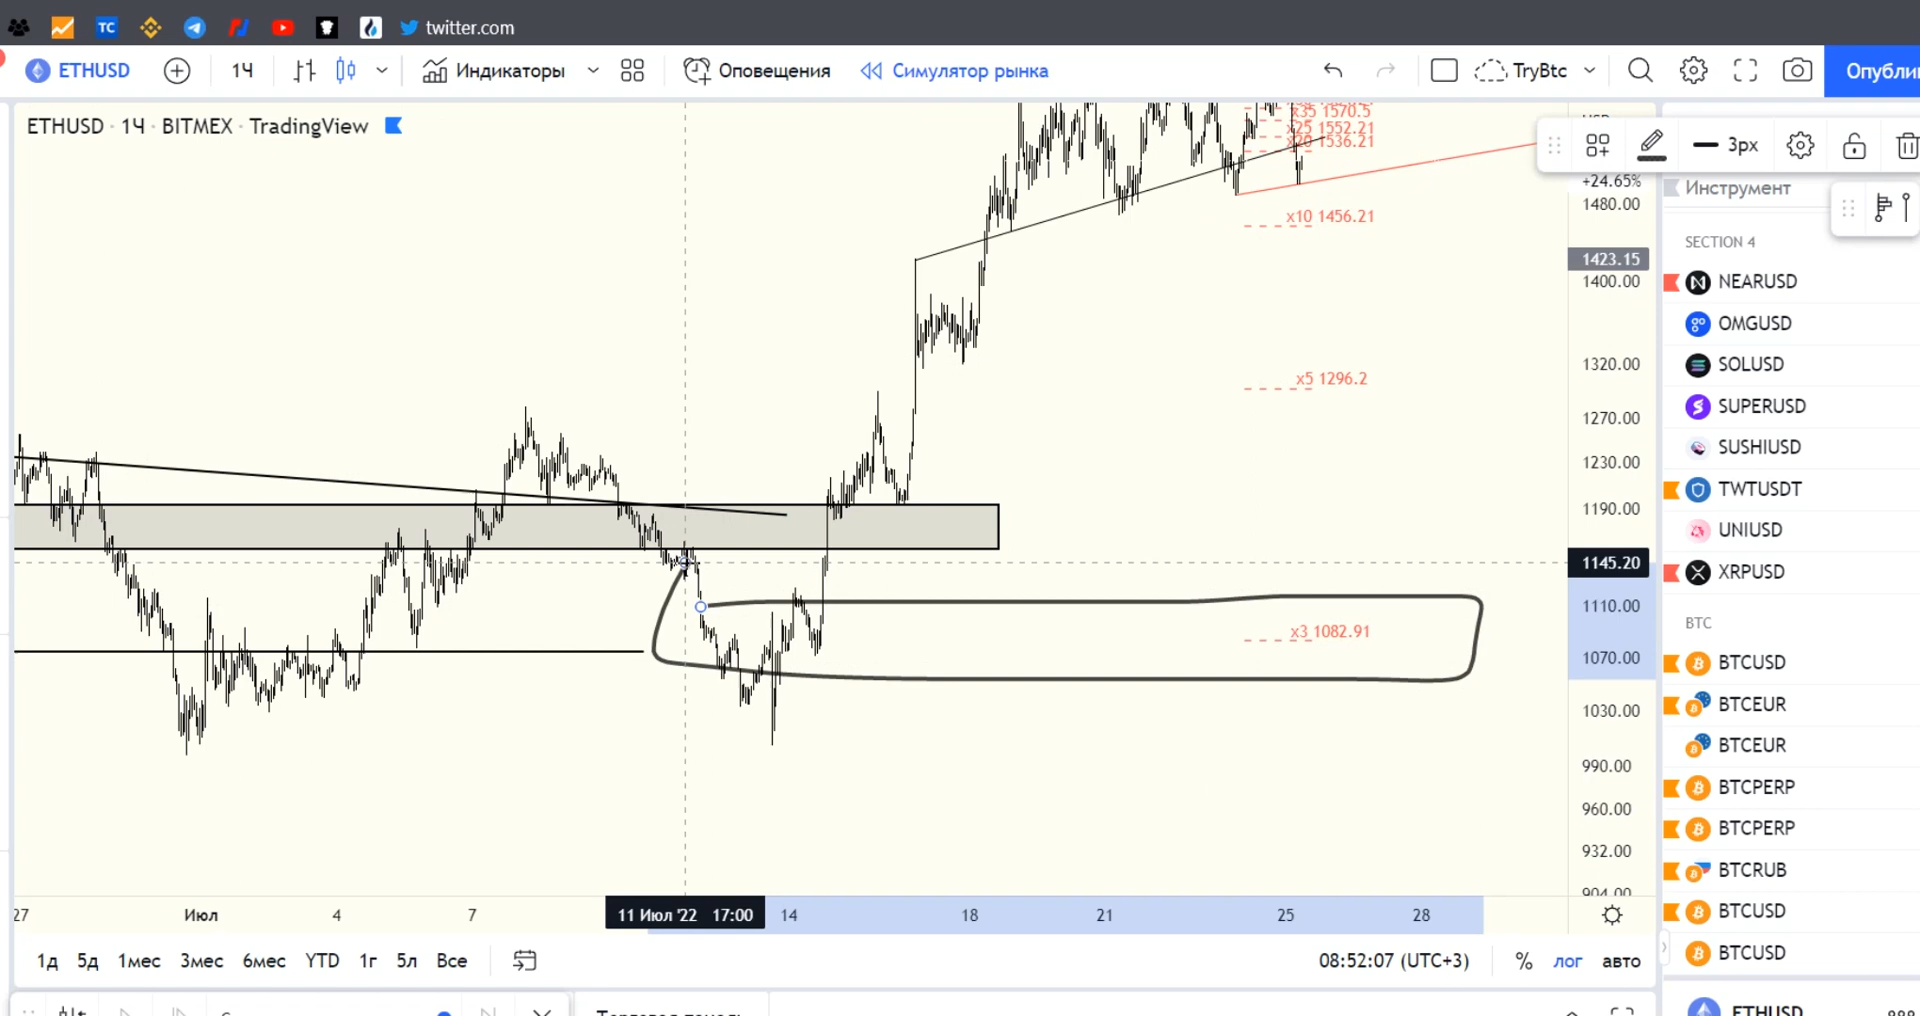 TC
twitter.com
ETHUSD
1Ч
Индикаторы
Оповещения
Симулятор рынка
TryBtc
ETHUSD · 1Ч · BITMEX · TradingView
x35 1570.5
x25 1552.21
x20 1536.21
x10 1456.21
x5 1296.2
x3 1082.91
3px
+24.65%
1480.00
1423.15
1400.00
1320.00
1270.00
1230.00
1190.00
1145.20
1110.00
1070.00
1030.00
990.00
960.00
932.00
904.00
Инструмент
SECTION 4
NEARUSD
OMGUSD
SOLUSD
SUPERUSD
SUSHIUSD
TWTUSDT
UNIUSD
XRPUSD
BTC
BTCUSD
BTCEUR
BTCEUR
BTCPERP
BTCPERP
BTCRUB
BTCUSD
BTCUSD
ETHUSD
27 Июл 4 7 11 Июл '22 17:00 14 18 21 25 28
1д 5д 1мес 3мес 6мес YTD 1г 5л Все
08:52:07 (UTC+3) % лог авто